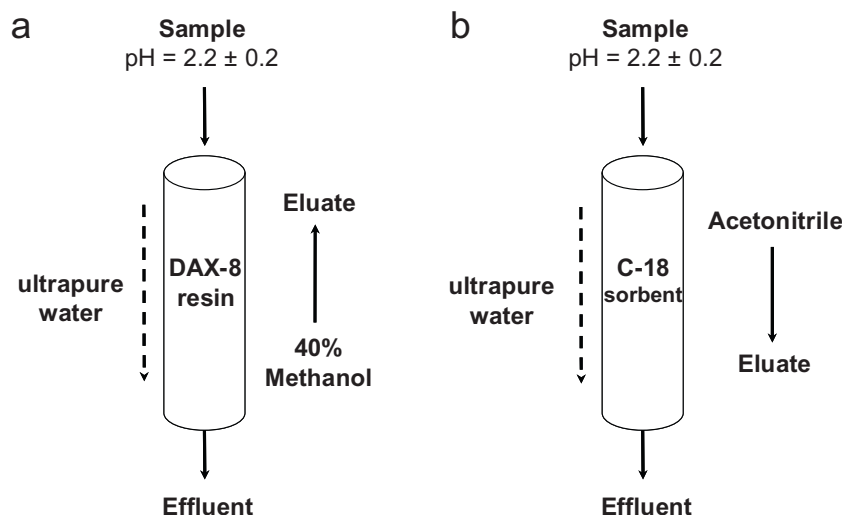 a
Sample
pH = 2.2 ± 0.2
Eluate
DAX-8
resin
ultrapure
water
40%
Methanol
Effluent
b
Sample
pH = 2.2 ± 0.2
Acetonitrile
C-18
sorbent
ultrapure
water
Eluate
Effluent